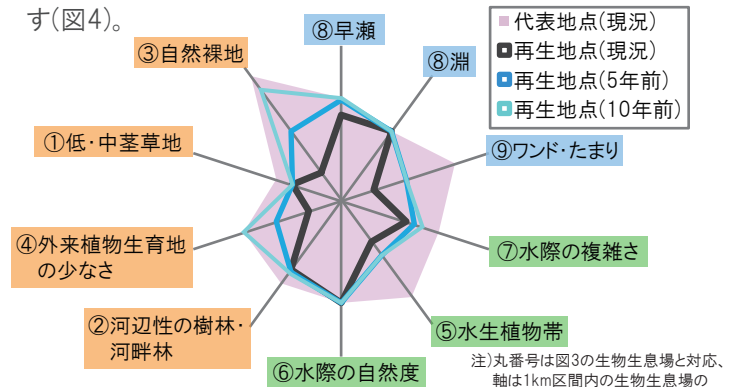 す(図4)。
代表地点(現況)
再生地点(現況)
再生地点(5年前)
再生地点(10年前)
⑧早瀬
③自然裸地
⑧淵
①低・中茎草地
⑨ワンド・たまり
④外来植物生育地
の少なさ
⑦水際の複雑さ
②河辺性の樹林・
河畔林
⑤水生植物帯
⑥水際の自然度
注)丸番号は図3の生物生息場と対応、
軸は1km区間内の生物生息場の